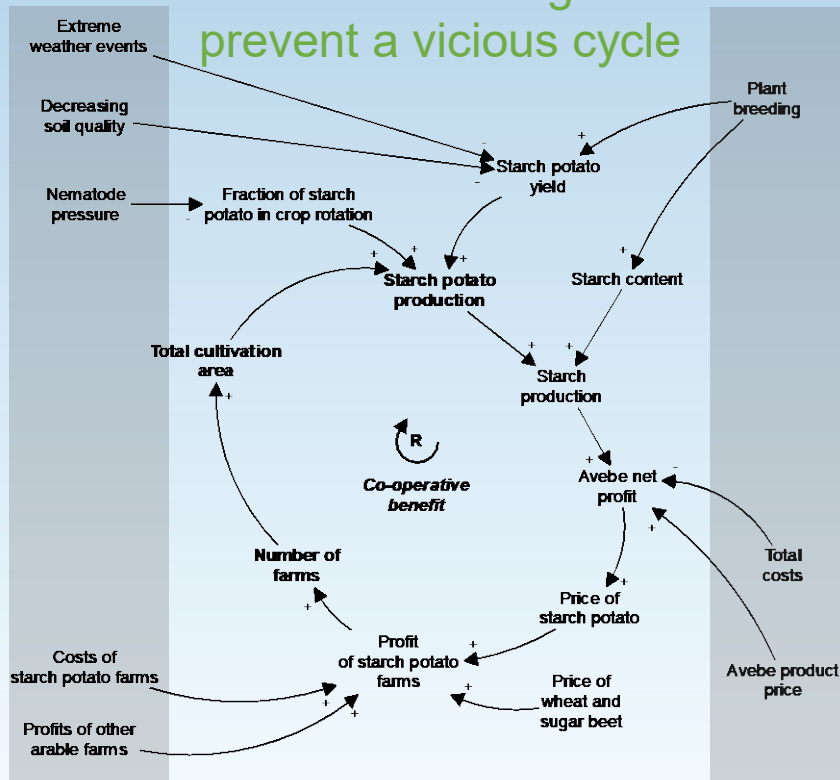 prevent a vicious cycle
Extreme
weather events
Decreasing
soil quality
Nematode
pressure
Fraction of starch
potato in crop rotation
Plant
breeding
Starch potato
yield
Starch potato
production
Starch content
Total cultivation
area
Starch
production
R
Co-operative
benefit
Avebe net
profit
Number of
farms
Total
costs
Price of
starch potato
Profit
of starch potato
farms
Costs of
starch potato farms
Price of
wheat and
sugar beet
Avebe product
price
Profits of other
arable farms